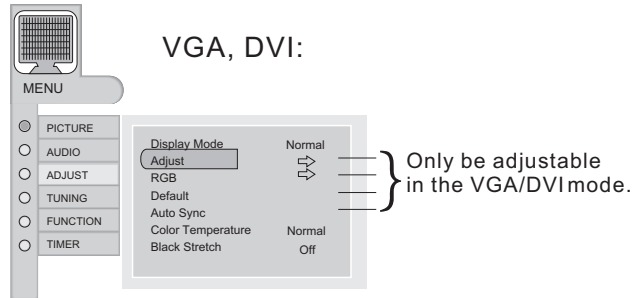 VGA, DVI:
MENU
PICTURE
AUDIO
ADJUST
TUNING
FUNCTION
TIMER
Display Mode Normal
Adjust
RGB
Default
Auto Sync
Color Temperature Normal
Black Stretch Off
Only be adjustable
in the VGA/DVI mode.